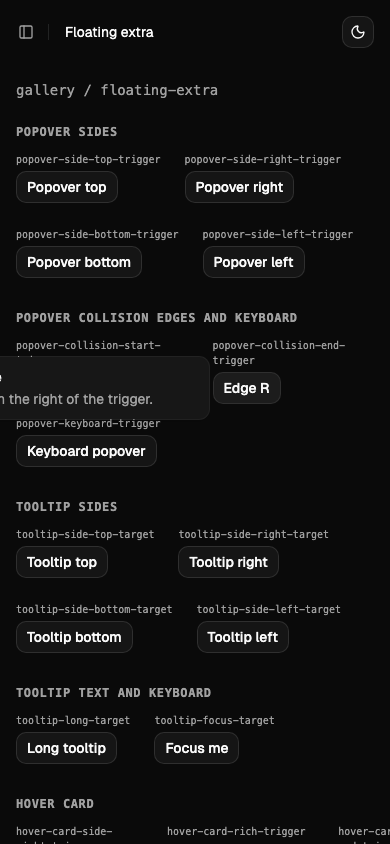 Floating extra
gallery / floating-extra
POPOVER SIDES
popover-side-top-trigger
popover-side-right-trigger
Popover top
Popover right
popover-side-bottom-trigger
popover-side-left-trigger
Popover bottom
Popover left
POPOVER COLLISION EDGES AND KEYBOARD
popover-collision-start-
popover-collision-end-
trigger
the right of the trigger.
Edge R
popover-keyboard-trigger
Keyboard popover
TOOLTIP SIDES
tooltip-side-top-target
tooltip-side-right-target
Tooltip top
Tooltip right
tooltip-side-bottom-target
tooltip-side-left-target
Tooltip bottom
Tooltip left
TOOLTIP TEXT AND KEYBOARD
tooltip-long-target
tooltip-focus-target
Long tooltip
Focus me
HOVER CARD
hover-card-side-
hover-card-rich-trigger
hover-car